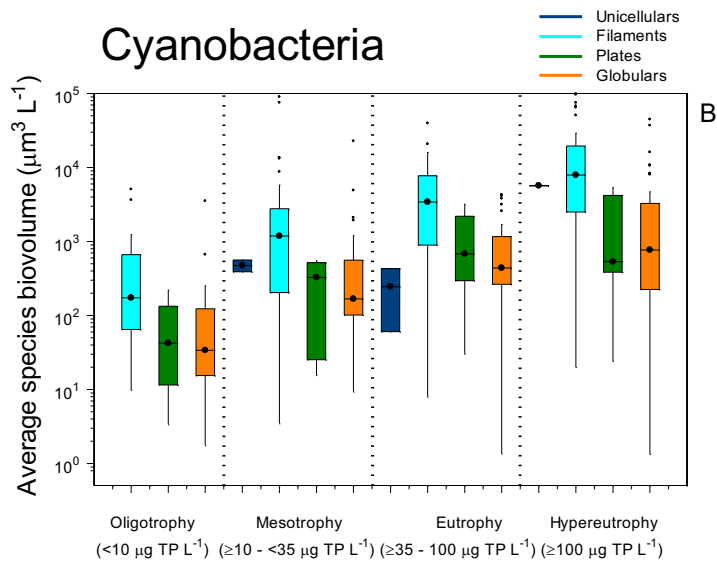 Cyanobacteria
Unicellulars
Filaments
Plates
Globulars
B
Average species biovolume (μm³ L⁻¹)
10⁵
10⁴
10³
10²
10¹
10⁰
Oligotrophy Mesotrophy Eutrophy Hypereutrophy
(<10 μg TP L⁻¹) (≥10 - <35 μg TP L⁻¹) (≥35 - 100 μg TP L⁻¹) (≥100 μg TP L⁻¹)